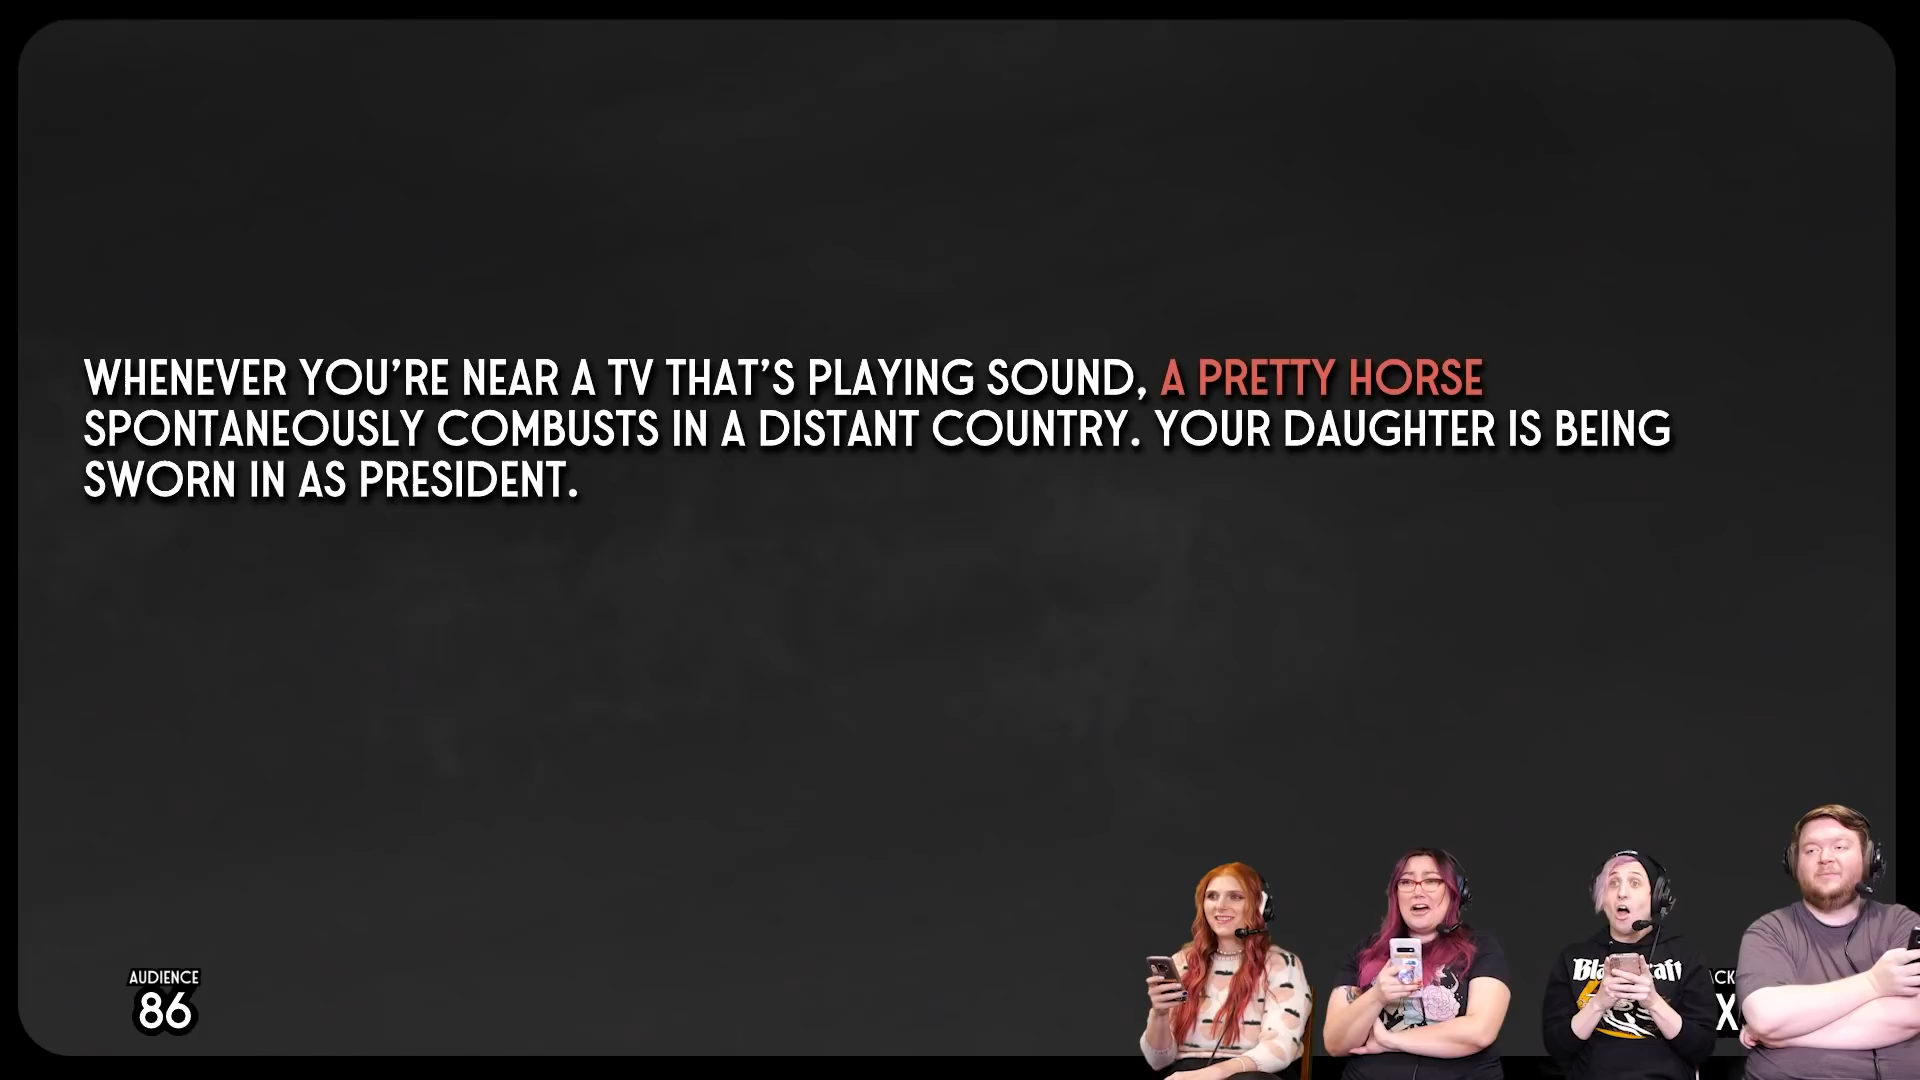 WHENEVER YOU'RE NEAR A TV THAT'S PLAYING SOUND, A PRETTY HORSE
SPONTANEOUSLY COMBUSTS IN A DISTANT COUNTRY. YOUR DAUGHTER IS BEING
SWORN IN AS PRESIDENT.
AUDIENCE
86